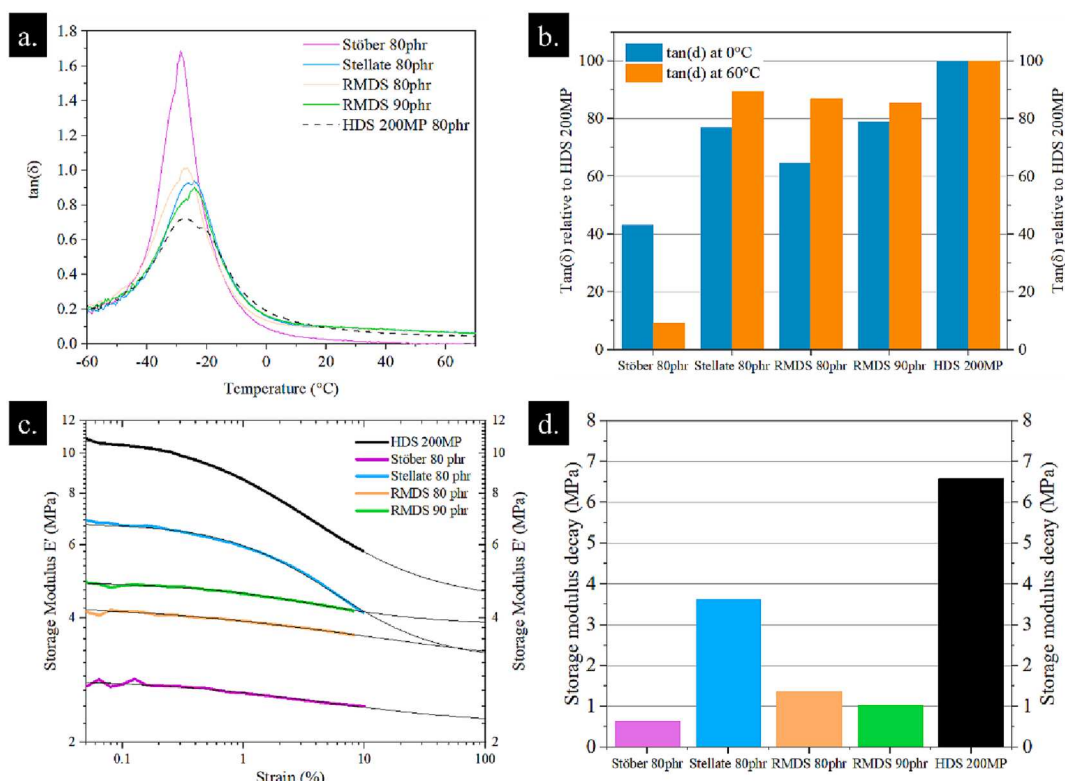 a.
1.8
1.6
1.4
1.2
1.0
0.8
0.6
0.4
0.2
0.0
tan(δ)
-60
-40
-20
0
20
40
60
Temperature (°C)
Stöber 80phr
Stellate 80phr
RMDS 80phr
RMDS 90phr
HDS 200MP 80phr
b.
tan(d) at 0°C
tan(d) at 60°C
100
80
60
40
20
0
Tan(δ) relative to HDS 200MP
100
80
60
40
20
0
Tan(δ) relative to HDS 200MP
Stöber 80phr
Stellate 80phr
RMDS 80phr
RMDS 90phr
HDS 200MP
c.
12
10
8
6
4
2
Storage Modulus E' (MPa)
12
10
8
6
4
2
Storage Modulus E' (MPa)
HDS 200MP
Stöber 80 phr
Stellate 80 phr
RMDS 80 phr
RMDS 90 phr
0.1
1
10
100
Strain (%)
d.
8
7
6
5
4
3
2
1
0
Storage modulus decay (MPa)
8
7
6
5
4
3
2
1
0
Storage modulus decay (MPa)
Stöber 80phr
Stellate 80phr
RMDS 80phr
RMDS 90phr
HDS 200MP